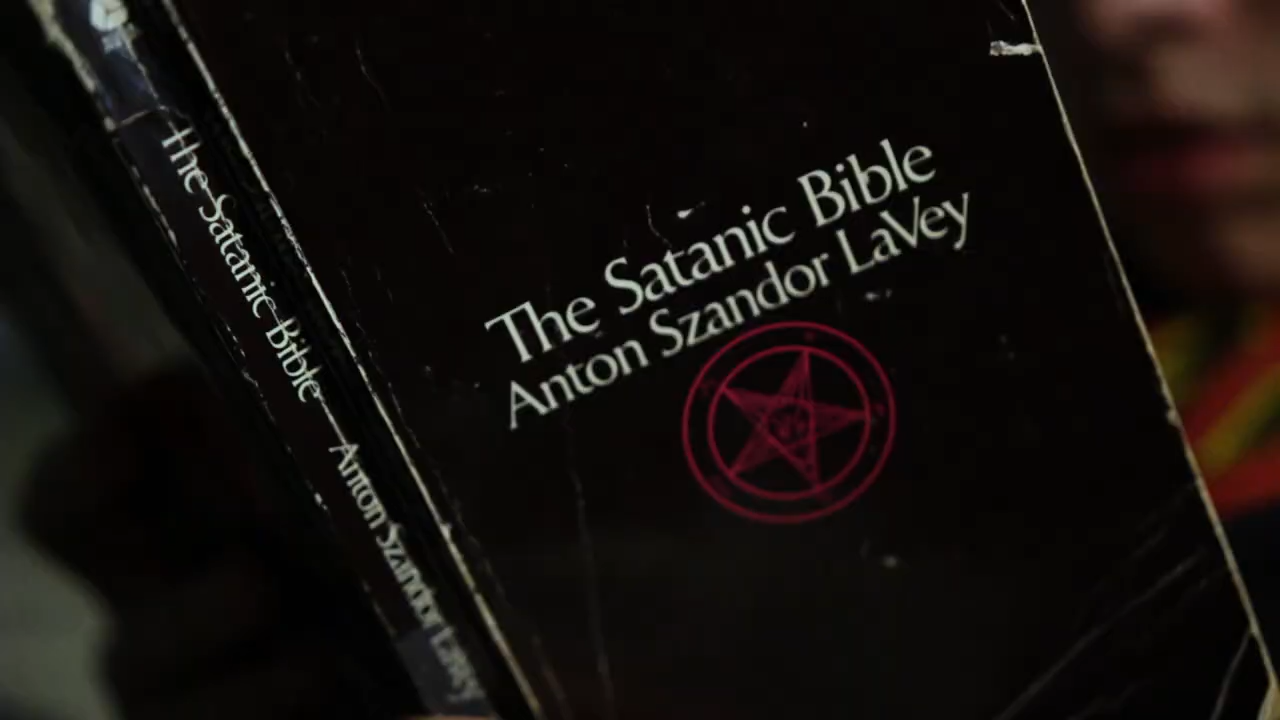 The Satanic Bible
Anton Szandor LaVey
The Satanic Bible Anton Szandor LaVey